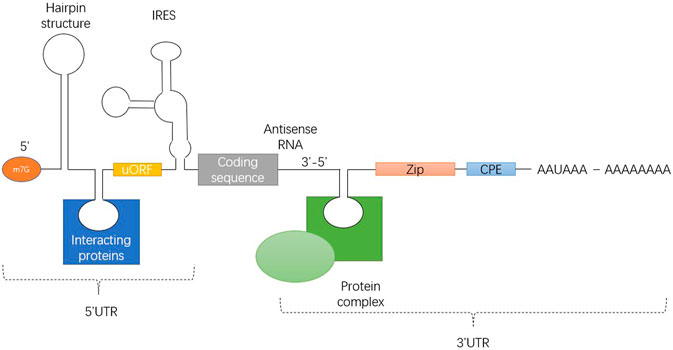 Hairpin
structure
IRES
5'
m7G
uORF
Coding
sequence
Antisense
RNA
3'-5'
Zip
CPE
AAUAAA – AAAAAAAA
Interacting
proteins
Protein
complex
5'UTR
3'UTR